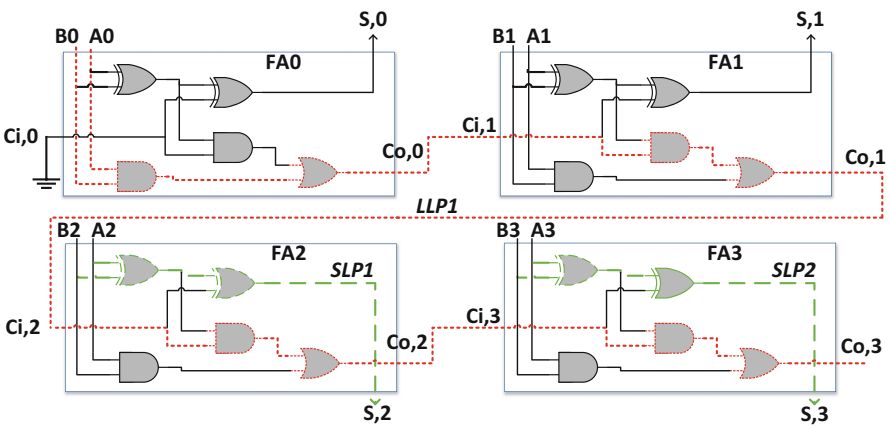 S,0
S,1
B0 A0
FA0
B1 A1
FA1
Ci,0
Co,0
Ci,1
Co,1
LLP1
B2 A2
FA2
SLP1
B3 A3
FA3
SLP2
Ci,2
Co,2
Ci,3
Co,3
S,2
S,3